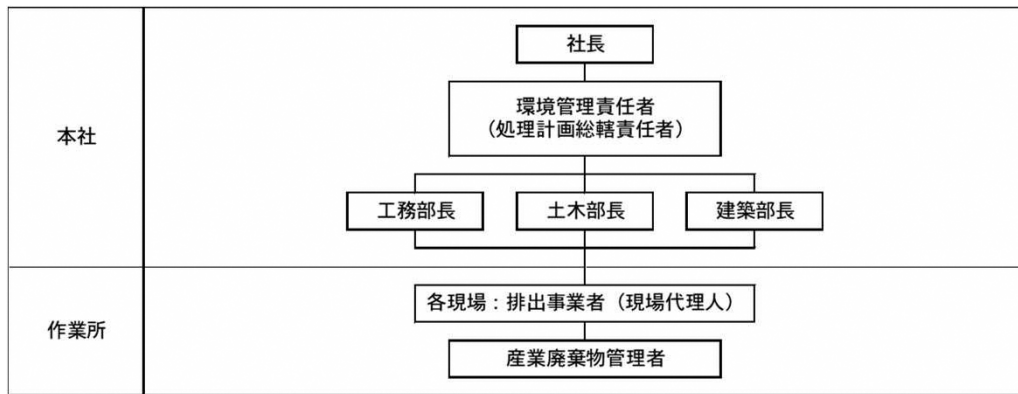 本社
社長
環境管理責任者
（処理計画総轄責任者）
工務部長
土木部長
建築部長
作業所
各現場：排出事業者（現場代理人）
産業廃棄物管理者